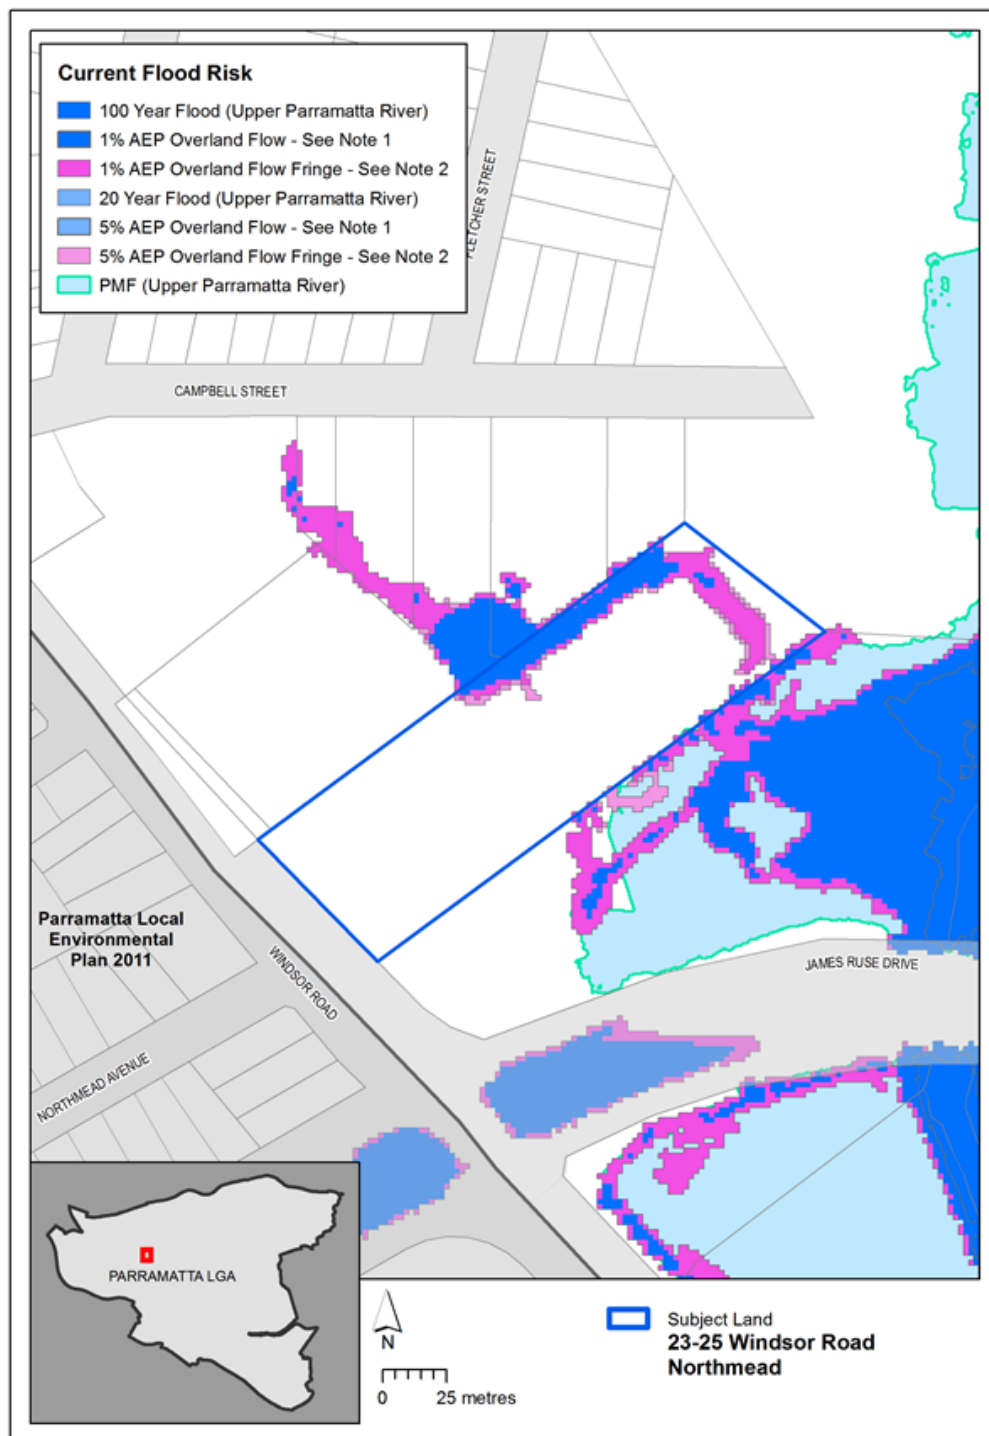 Current Flood Risk
100 Year Flood (Upper Parramatta River)
1% AEP Overland Flow - See Note 1
1% AEP Overland Flow Fringe - See Note 2
20 Year Flood (Upper Parramatta River)
5% AEP Overland Flow - See Note 1
5% AEP Overland Flow Fringe - See Note 2
PMF (Upper Parramatta River)
FLETCHER STREET
CAMPBELL STREET
Parramatta Local
Environmental
Plan 2011
WINDSOR ROAD
JAMES RUSE DRIVE
NORTHMEAD AVENUE
PARRAMATTA LGA
N
0 25 metres
Subject Land
23-25 Windsor Road
Northmead